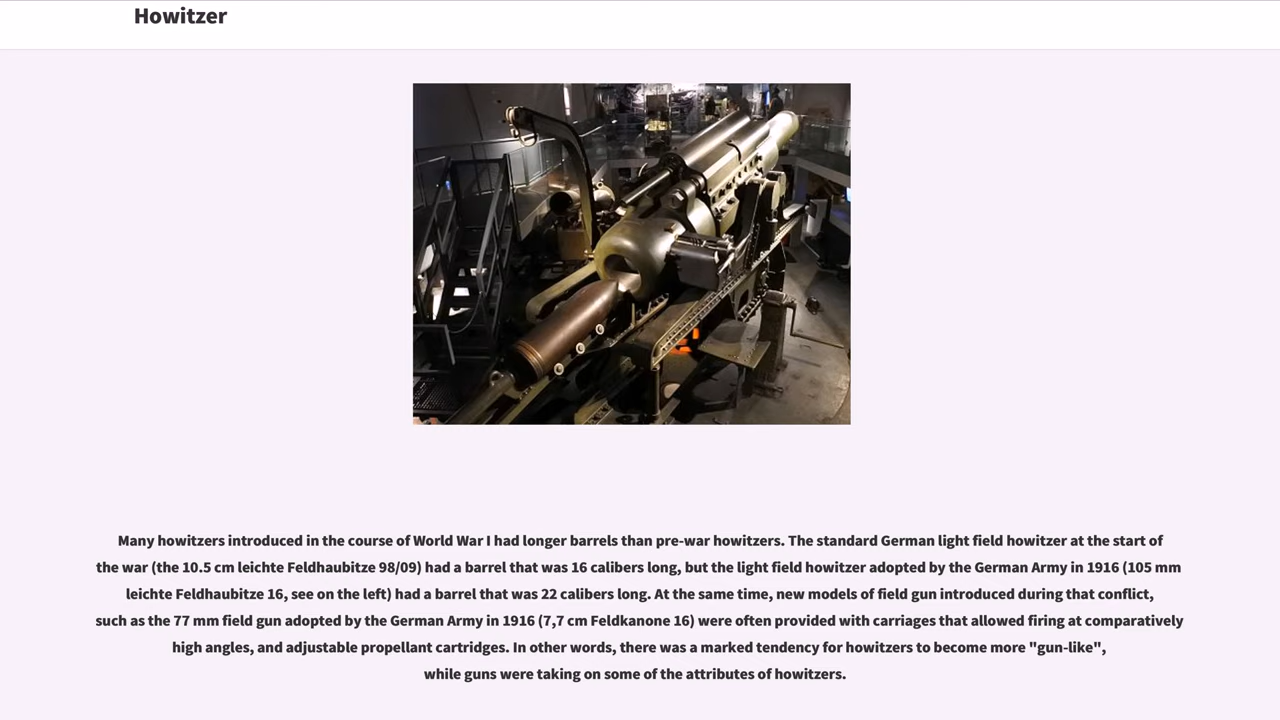 Howitzer
Many howitzers introduced in the course of World War I had longer barrels than pre-war howitzers. The standard German light field howitzer at the start of
the war (the 10.5 cm leichte Feldhaubitze 98/09) had a barrel that was 16 calibers long, but the light field howitzer adopted by the German Army in 1916 (105 mm
leichte Feldhaubitze 16, see on the left) had a barrel that was 22 calibers long. At the same time, new models of field gun introduced during that conflict,
such as the 77 mm field gun adopted by the German Army in 1916 (7,7 cm Feldkanone 16) were often provided with carriages that allowed firing at comparatively
high angles, and adjustable propellant cartridges. In other words, there was a marked tendency for howitzers to become more "gun-like",
while guns were taking on some of the attributes of howitzers.